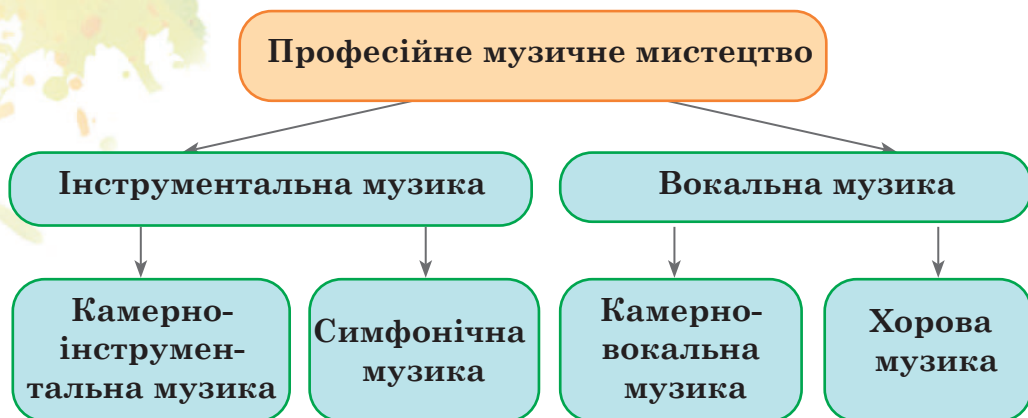 Професійне музичне мистецтво
Інструментальна музика
Вокальна музика
Камерно-
інструмен-
тальна музика
Симфонічна
музика
Камерно-
вокальна
музика
Хорова
музика